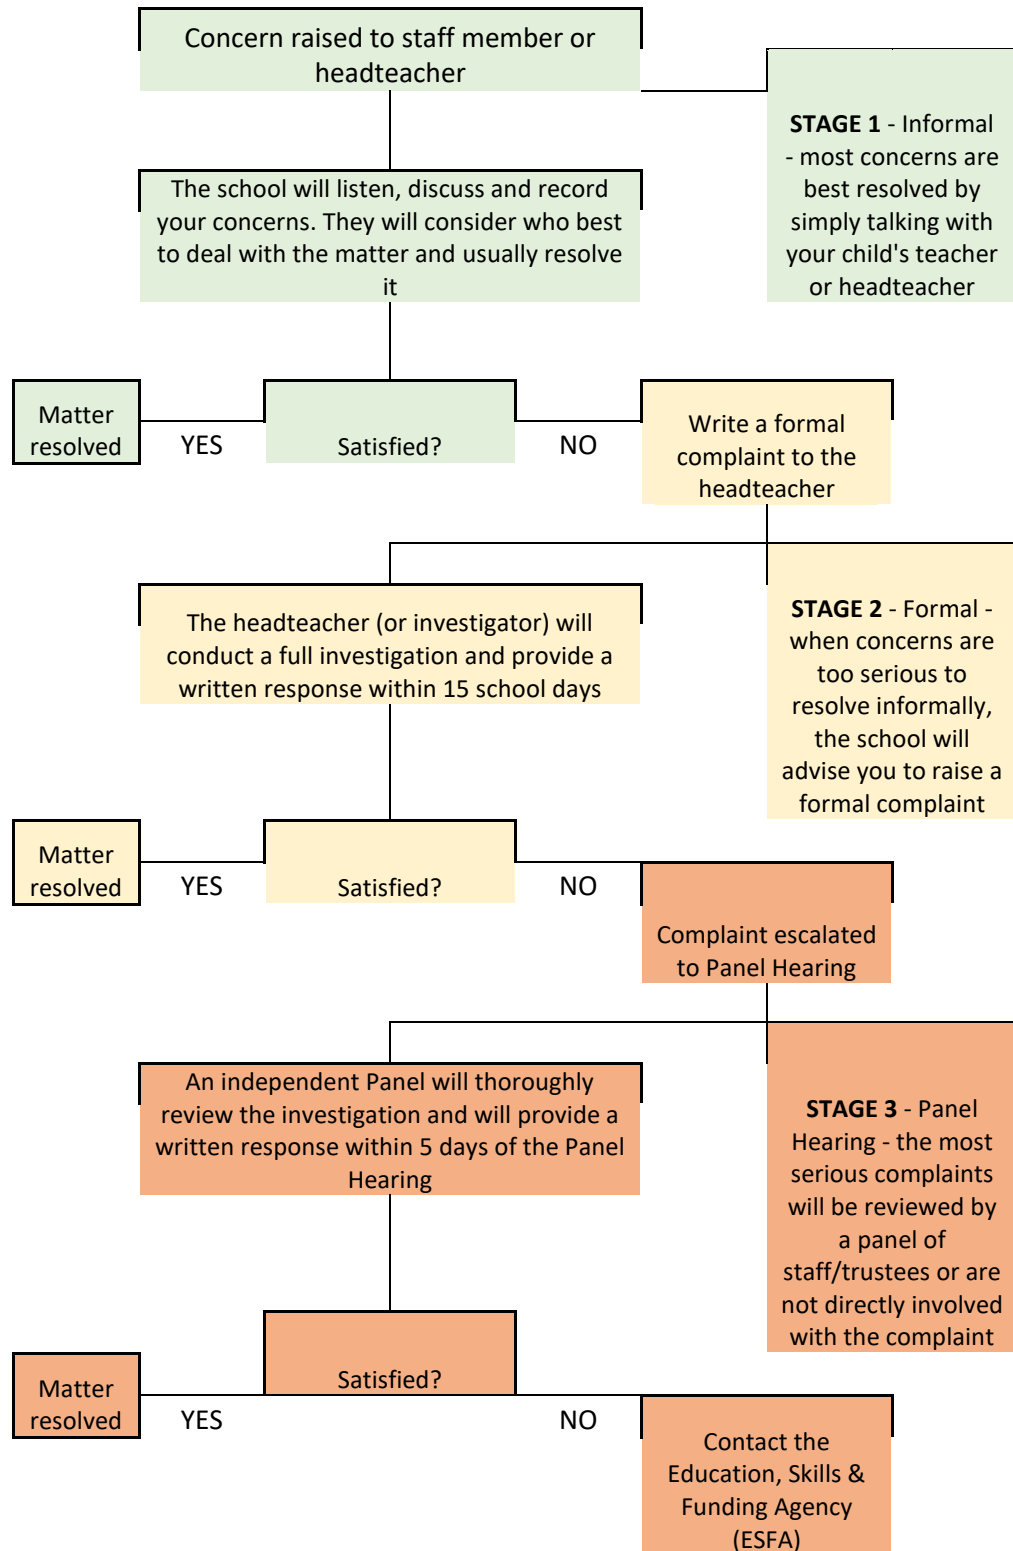 Concern raised to staff member or
headteacher
STAGE 1 - Informal
- most concerns are
best resolved by
simply talking with
your child's teacher
or headteacher
The school will listen, discuss and record
your concerns. They will consider who best
to deal with the matter and usually resolve
it
Matter
resolved
YES
Satisfied?
NO
Write a formal
complaint to the
headteacher
The headteacher (or investigator) will
conduct a full investigation and provide a
written response within 15 school days
STAGE 2 - Formal -
when concerns are
too serious to
resolve informally,
the school will
advise you to raise a
formal complaint
Matter
resolved
YES
Satisfied?
NO
Complaint escalated
to Panel Hearing
An independent Panel will thoroughly
review the investigation and will provide a
written response within 5 days of the Panel
Hearing
STAGE 3 - Panel
Hearing - the most
serious complaints
will be reviewed by
a panel of
staff/trustees or are
not directly involved
with the complaint
Matter
resolved
YES
Satisfied?
NO
Contact the
Education, Skills &
Funding Agency
(ESFA)